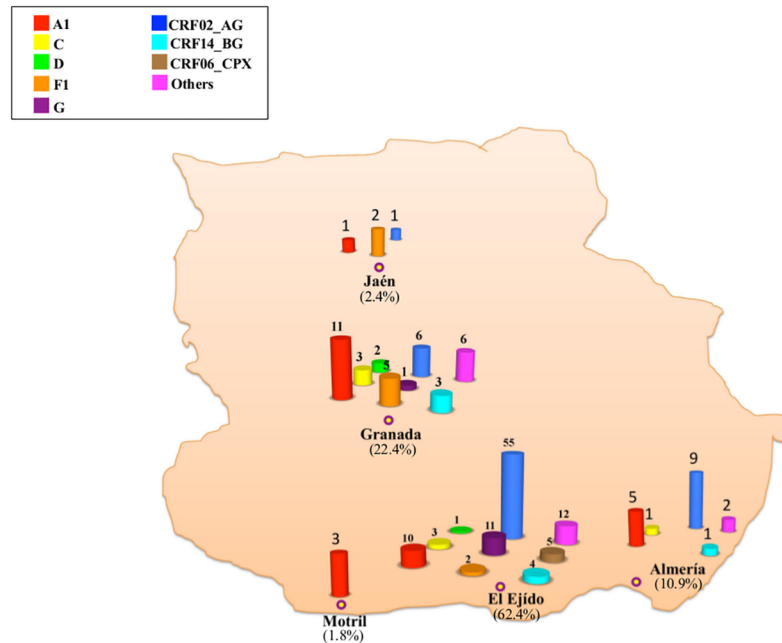 A1
CRF02_AG
C
CRF14_BG
D
CRF06_CPX
F1
Others
G
1
2
1
Jaén
(2.4%)
11
3
2
5
1
6
3
6
Granada
(22.4%)
3
Motril
(1.8%)
10
3
1
2
11
55
4
5
12
El Ejído
(62.4%)
5
1
9
1
2
Almería
(10.9%)